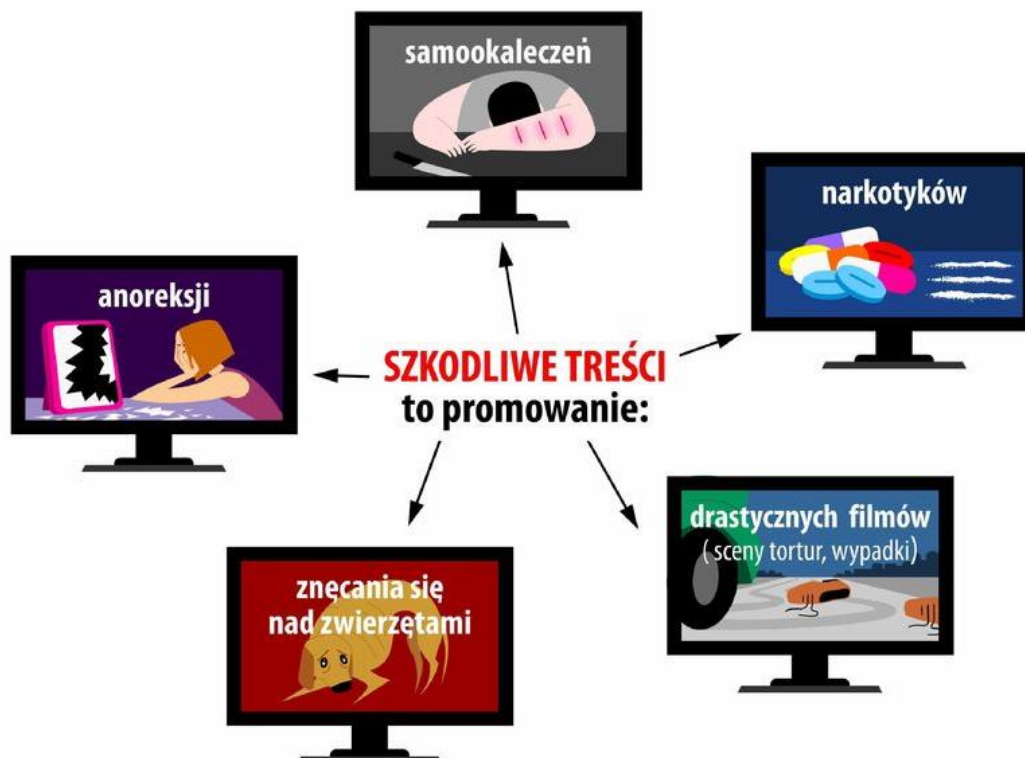 samookaleczeń
narkotyków
anoreksji
SZKODLIWE TREŚCI
to promowanie:
drastycznych filmów
( sceny tortur, wypadki)
znęcania się
nad zwierzętami